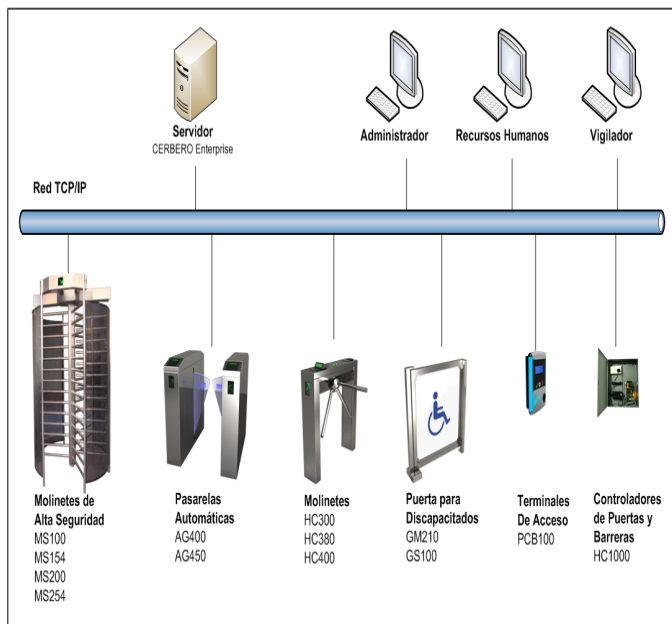 Servidor
CERBERO Enterprise
Administrador
Recursos Humanos
Vigilador
Red TCP/IP
Molinetes de
Alta Seguridad
MS100
MS154
MS200
MS254
Pasarelas
Automáticas
AG400
AG450
Molinetes
HC300
HC380
HC400
Puerta para
Discapacitados
GM210
GS100
Terminales
De Acceso
PCB100
Controladores
de Puertas y
Barreras
HC1000